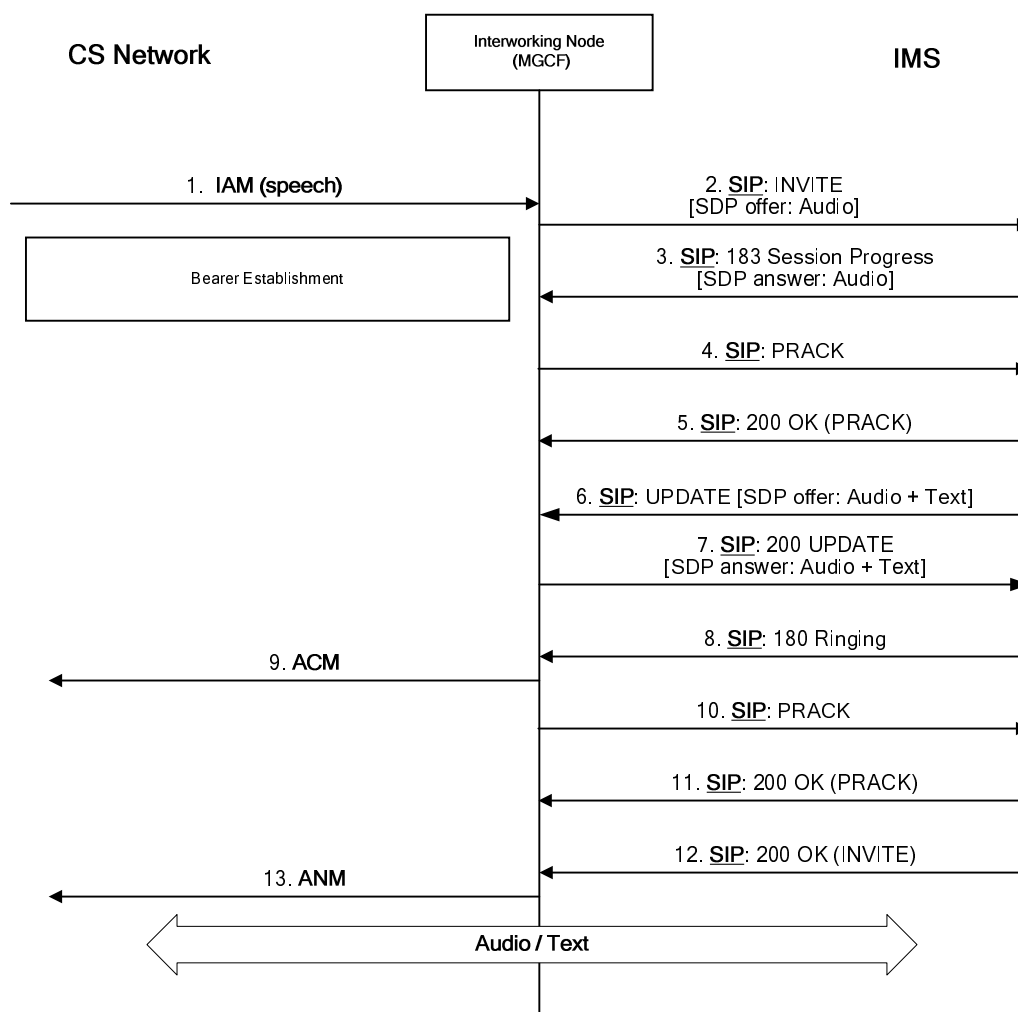 CS Network
Interworking Node
(MGCF)
IMS
1. IAM (speech)
2. SIP: INVITE
[SDP offer: Audio]
Bearer Establishment
3. SIP: 183 Session Progress
[SDP answer: Audio]
4. SIP: PRACK
5. SIP: 200 OK (PRACK)
6. SIP: UPDATE [SDP offer: Audio + Text]
7. SIP: 200 UPDATE
[SDP answer: Audio + Text]
8. SIP: 180 Ringing
9. ACM
10. SIP: PRACK
11. SIP: 200 OK (PRACK)
12. SIP: 200 OK (INVITE)
13. ANM
Audio / Text